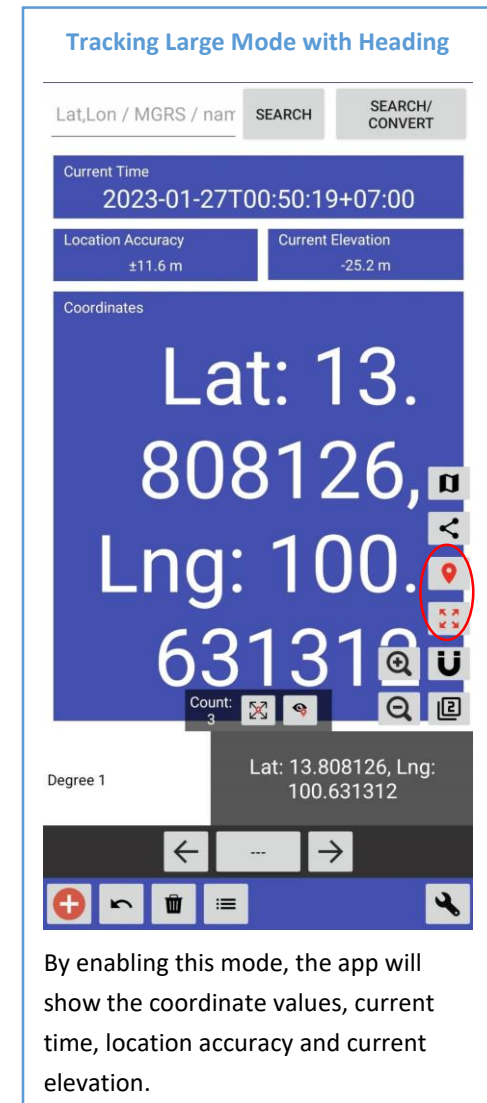 Tracking Large Mode with Heading
Lat,Lon / MGRS / nam
SEARCH
SEARCH/
CONVERT
Current Time
2023-01-27T00:50:19+07:00
Location Accuracy
±11.6 m
Current Elevation
-25.2 m
Coordinates
Lat: 13.
808126,
Lng: 100.
631312
Count:
3
2
Degree 1
Lat: 13.808126, Lng:
100.631312
---
By enabling this mode, the app will
show the coordinate values, current
time, location accuracy and current
elevation.